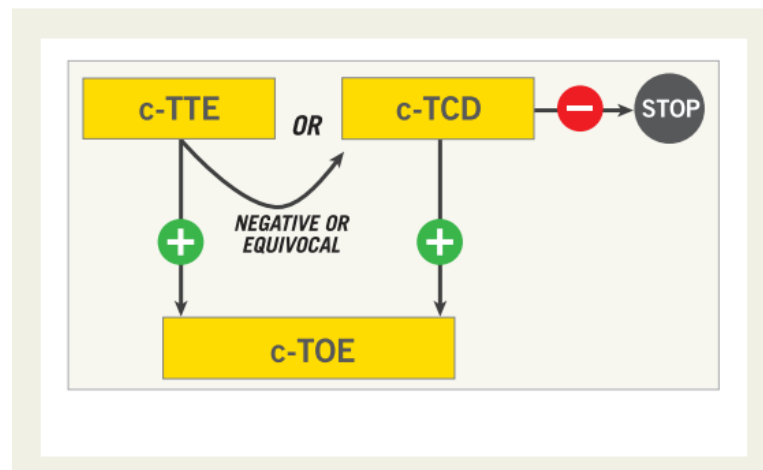 c-TTE
OR
c-TCD
STOP
NEGATIVE OR
EQUIVOCAL
c-TOE